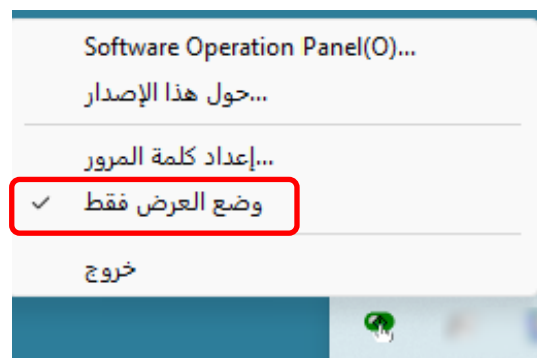 Software Operation Panel(O)...
حول هذا الإصدار...
إعداد كلمة المرور...
وضع العرض فقط
خروج